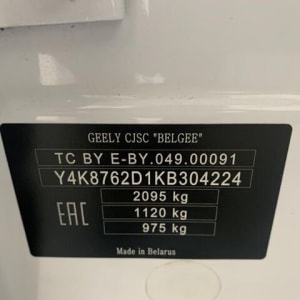 GEELY CJSC "BELGEE"
TC BY E-BY.049.00091
Y4K8762D1KB304224
2095 kg
EAC 1120 kg
975 kg
Made in Belarus